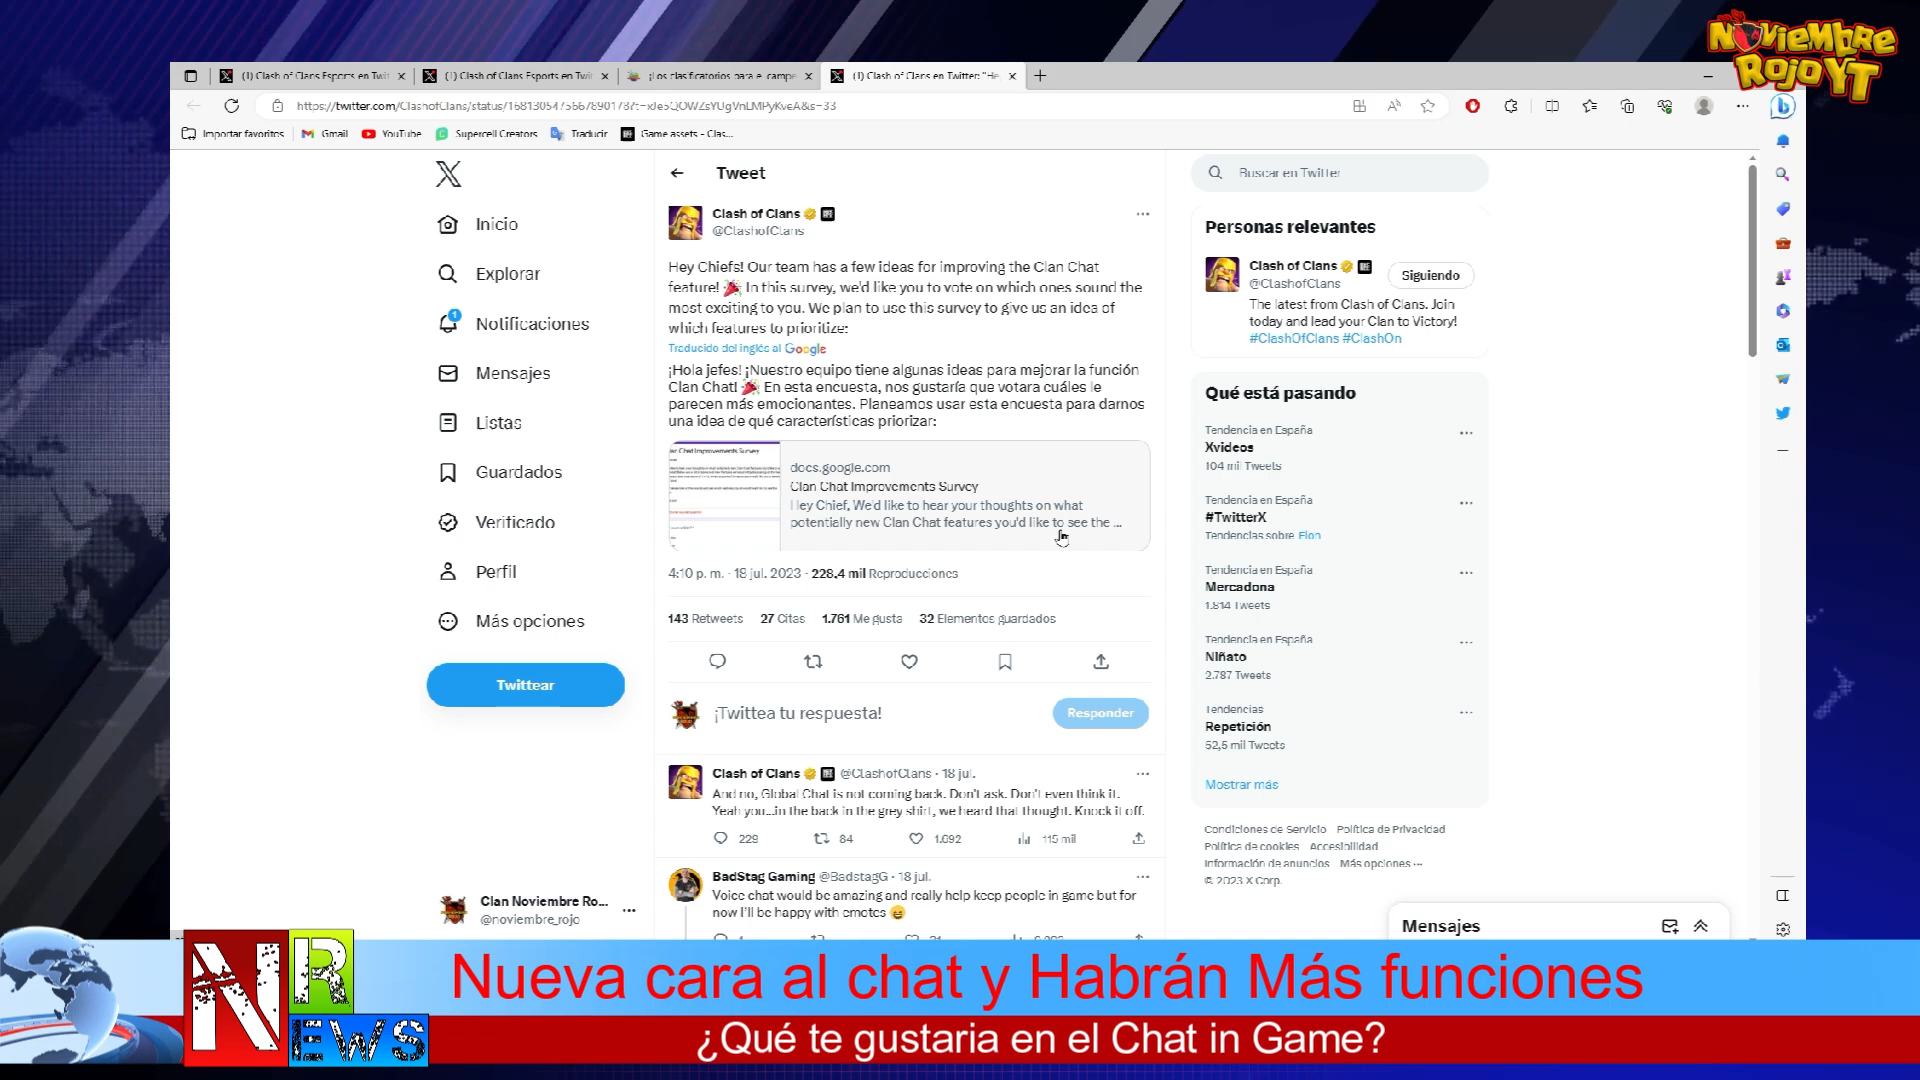 NOVIEMBRE
ROJO YT
(1) Clash of Clans Esports en Twit
(1) Clash of Clans Esports en Twit
¡Los clasificatorios para el campe
(1) Clash of Clans en Twitter: "He
Importar favoritos
Gmail
YouTube
Supercell Creators
Traducir
Game assets - Clas...
Tweet
Buscar en Twitter
Inicio
Explorar
1
Notificaciones
Mensajes
Listas
Guardados
Verificado
Perfil
Más opciones
Twittear
Clan Noviembre Ro...
@noviembre_rojo
Clash of Clans
@ClashofClans
Hey Chiefs! Our team has a few ideas for improving the Clan Chat
feature! 🎉 In this survey, we'd like you to vote on which ones sound the
most exciting to you. We plan to use this survey to give us an idea of
which features to prioritize:
Traducido del inglés al Google
¡Hola jefes! ¡Nuestro equipo tiene algunas ideas para mejorar la función
Clan Chat! 🎉 En esta encuesta, nos gustaría que votara cuáles le
parecen más emocionantes. Planeamos usar esta encuesta para darnos
una idea de qué características priorizar:
Chat Improvements Survey
docs.google.com
Clan Chat Improvements Survey
Hey Chief, We'd like to hear your thoughts on what
potentially new Clan Chat features you'd like to see the ...
4:10 p. m. · 18 jul. 2023 · 228,4 mil Reproducciones
143 Retweets 27 Citas 1.761 Me gusta 32 Elementos guardados
¡Twittea tu respuesta!
Responder
Clash of Clans @ClashofClans · 18 jul.
And no, Global Chat is not coming back. Don't ask. Don't even think it.
Yeah you...in the back in the grey shirt, we heard that thought. Knock it off.
229 84 1.692 115 mil
BadStag Gaming @BadstagG · 18 jul.
Voice chat would be amazing and really help keep people in game but for
now I'll be happy with emotes 😄
Personas relevantes
Clash of Clans
@ClashofClans
Siguiendo
The latest from Clash of Clans. Join
today and lead your Clan to Victory!
#ClashOfClans #ClashOn
Qué está pasando
Tendencia en España
Xvideos
104 mil Tweets
Tendencia en España
#TwitterX
Tendencias sobre Elon
Tendencia en España
Mercadona
1.814 Tweets
Tendencia en España
Niñato
2.787 Tweets
Tendencias
Repetición
52,5 mil Tweets
Mostrar más
Condiciones de Servicio Política de Privacidad
Política de cookies Accesibilidad
Información de anuncios Más opciones ···
© 2023 X Corp.
Mensajes
NR
NEWS
Nueva cara al chat y Habrán Más funciones
¿Qué te gustaria en el Chat in Game?